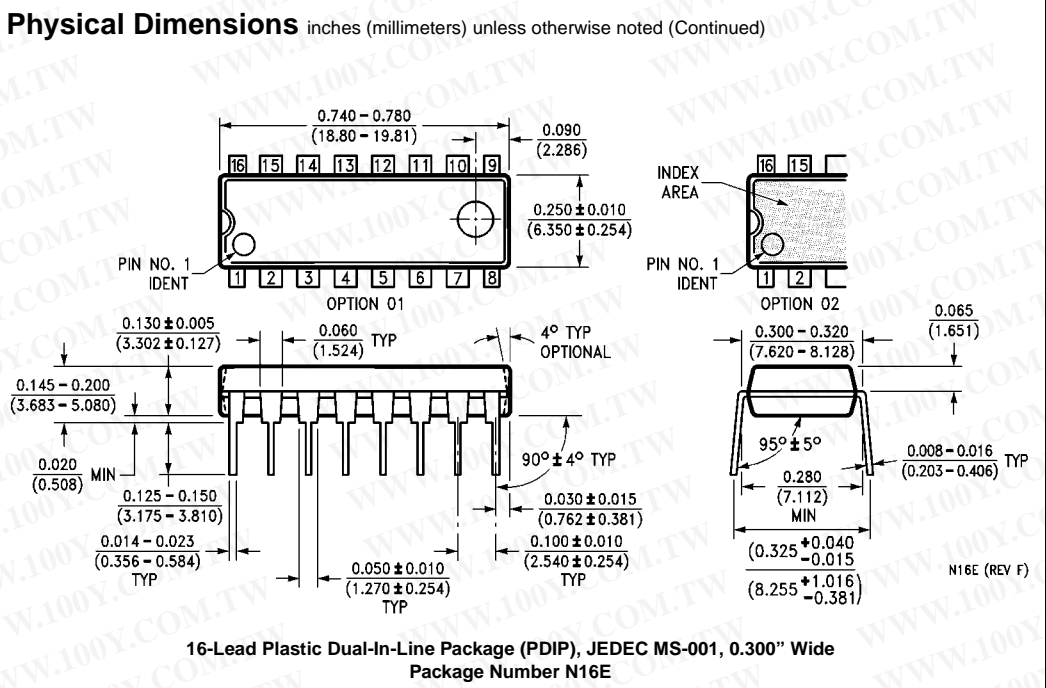 Physical Dimensions inches (millimeters) unless otherwise noted (Continued)
0.740 – 0.780
(18.80 – 19.81)
0.090
(2.286)
16 15 14 13 12 11 10 9
0.250 ± 0.010
(6.350 ± 0.254)
PIN NO. 1
IDENT
1 2 3 4 5 6 7 8
OPTION 01
INDEX
AREA
16 15
PIN NO. 1
IDENT
1 2
OPTION 02
0.130 ± 0.005
(3.302 ± 0.127)
0.060
(1.524)
TYP
4º TYP
OPTIONAL
0.300 – 0.320
(7.620 – 8.128)
0.065
(1.651)
0.145 – 0.200
(3.683 – 5.080)
0.020
(0.508)
MIN
0.125 – 0.150
(3.175 – 3.810)
90º ± 4º TYP
95º ± 5º
0.008 – 0.016
(0.203 – 0.406)
TYP
0.280
(7.112)
MIN
0.030 ± 0.015
(0.762 ± 0.381)
0.014 – 0.023
(0.356 – 0.584)
TYP
0.050 ± 0.010
(1.270 ± 0.254)
TYP
0.100 ± 0.010
(2.540 ± 0.254)
TYP
(0.325 +0.040
–0.015
(8.255 +1.016
–0.381)
N16E (REV F)
16-Lead Plastic Dual-In-Line Package (PDIP), JEDEC MS-001, 0.300” Wide
Package Number N16E
WWW.100Y.COM.TW